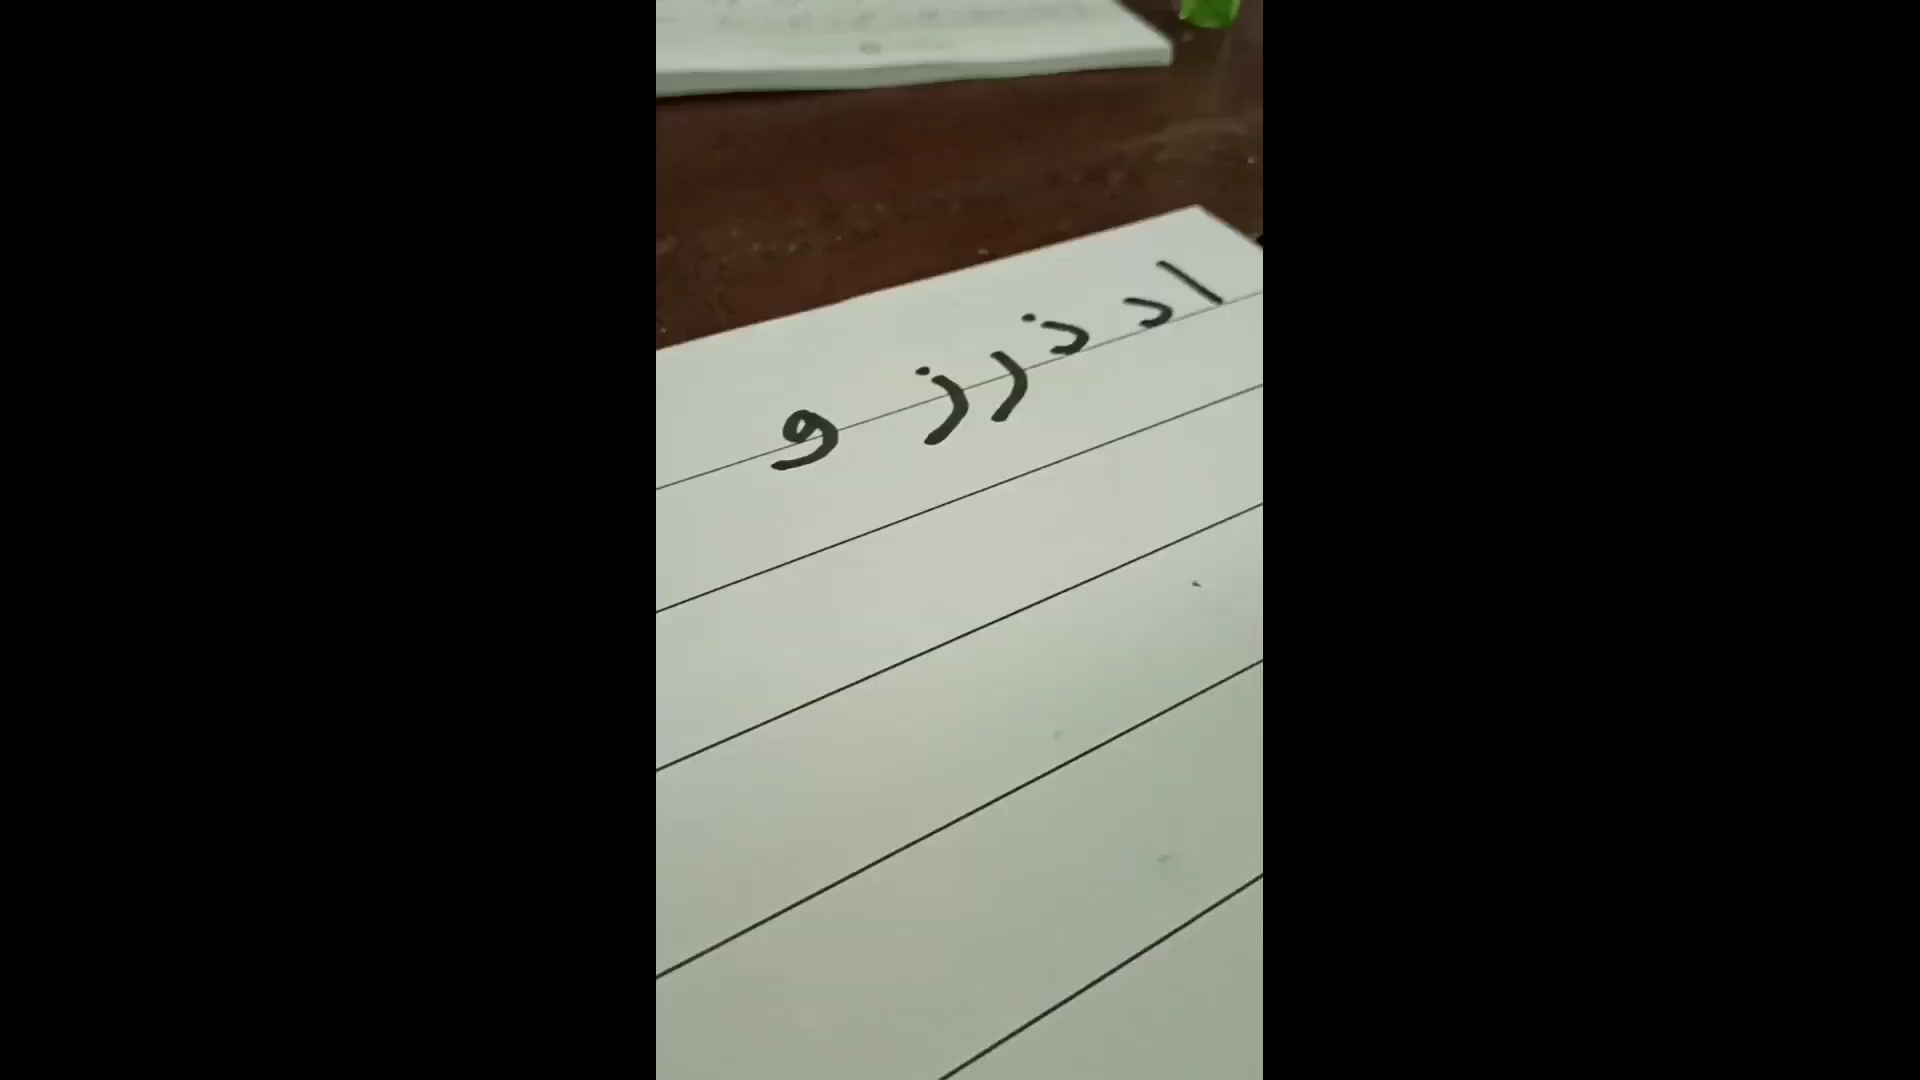 ا د ذ ر ز و